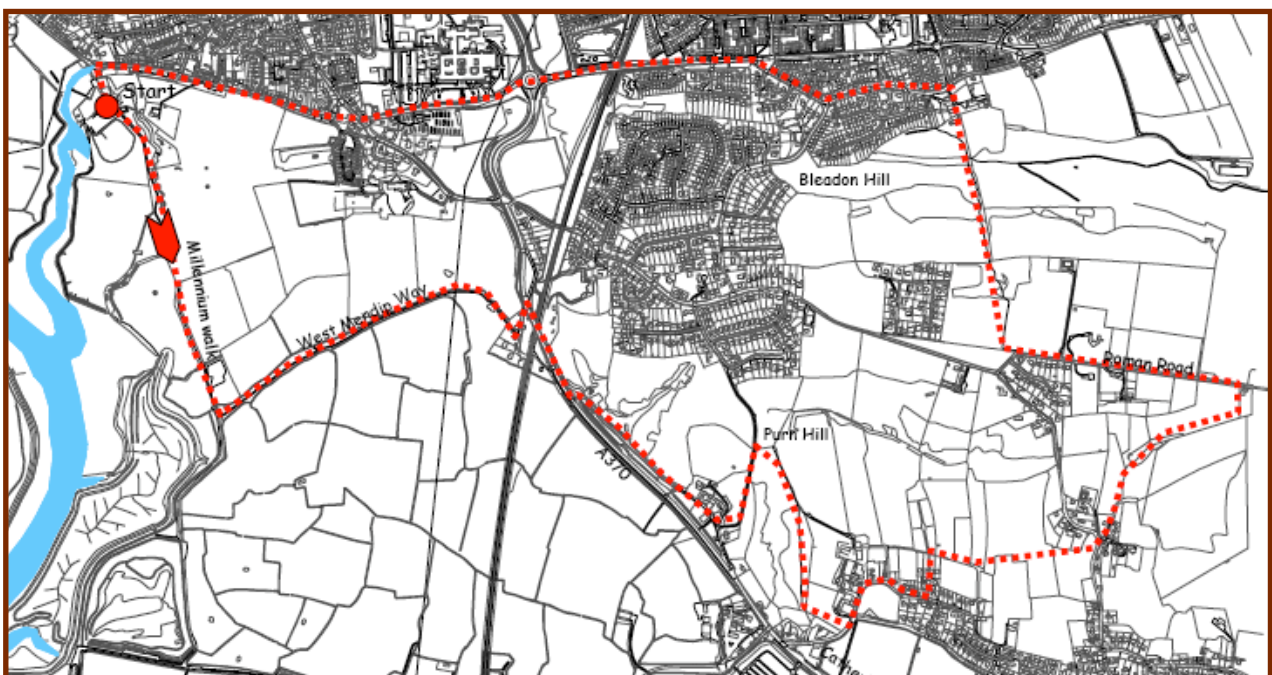 Start
Bleadon Hill
Millennium walk
West Mendip Way
Roman Road
Purn Hill
A370